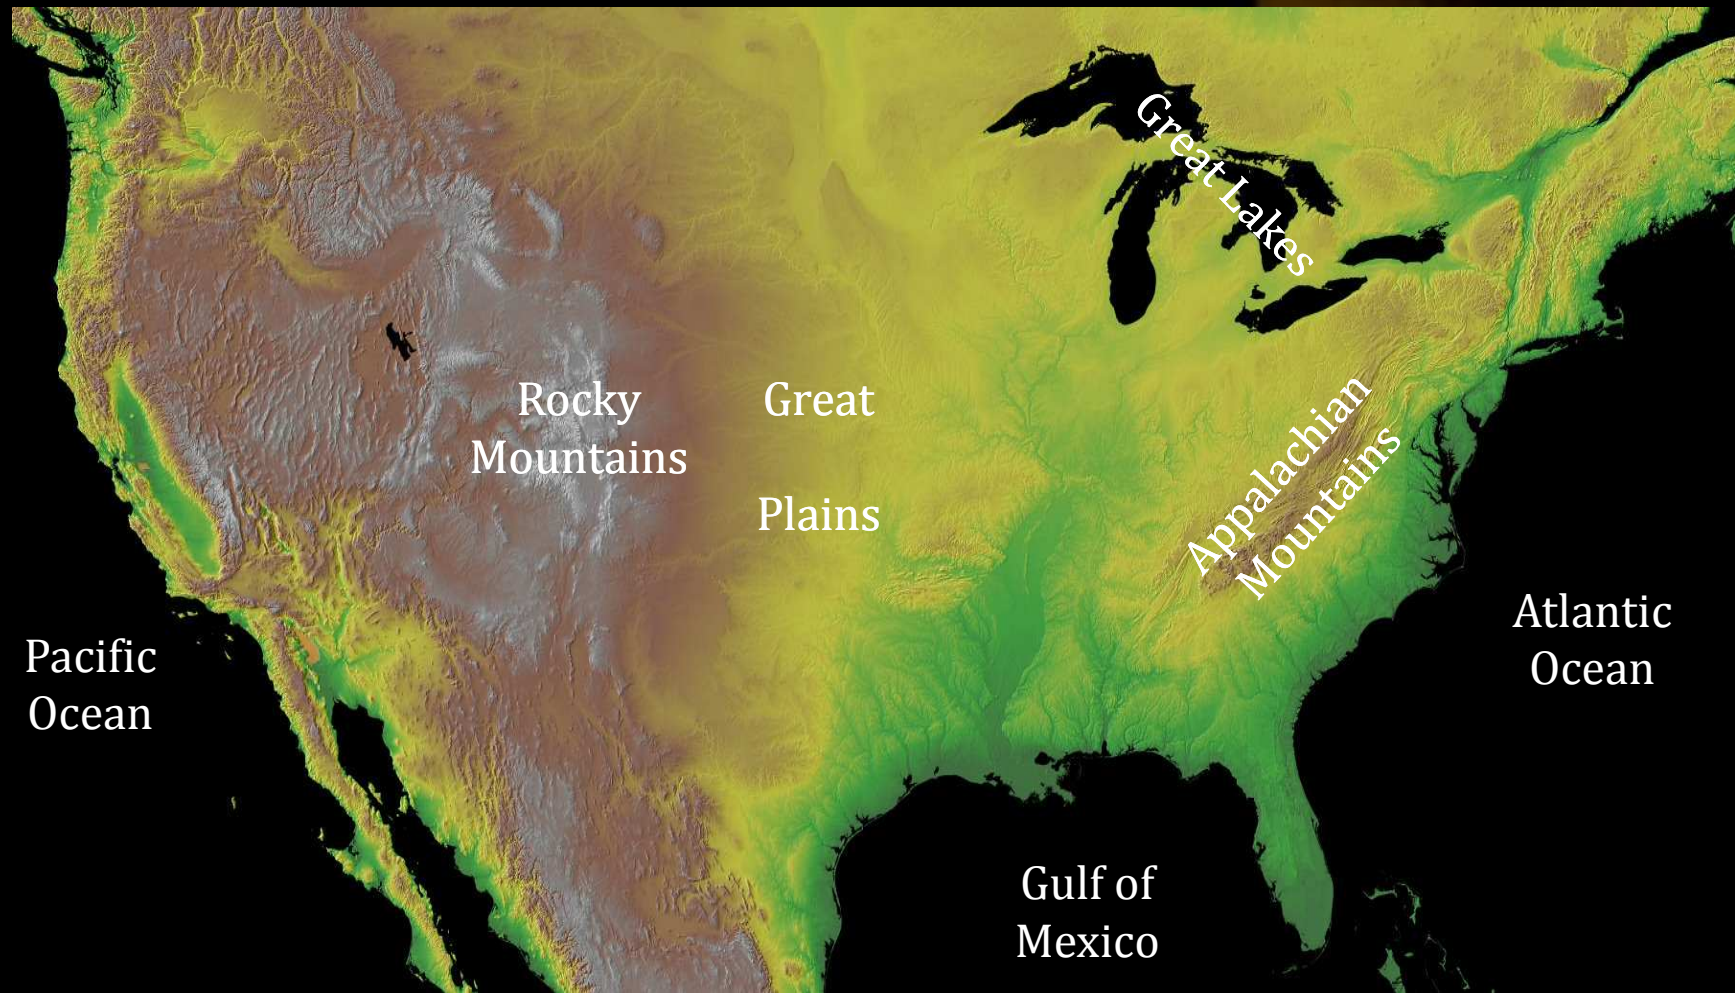 Great Lakes
Rocky
Mountains
Great
Plains
Appalachian
Mountains
Pacific
Ocean
Atlantic
Ocean
Gulf of
Mexico